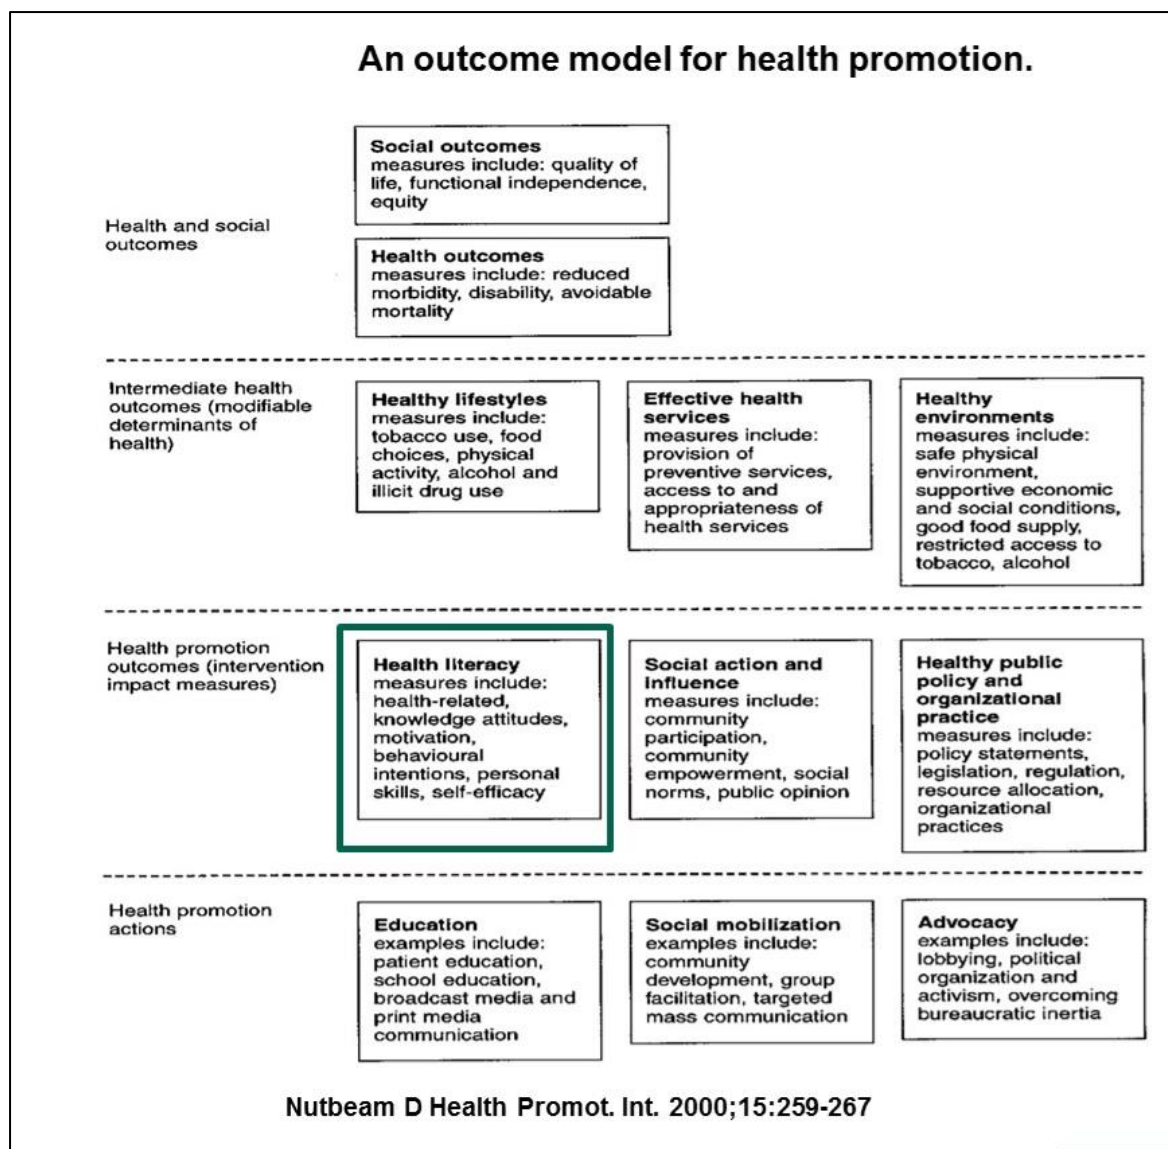 An outcome model for health promotion.
Health and social
outcomes
Social outcomes
measures include: quality of
life, functional independence,
equity
Health outcomes
measures include: reduced
morbidity, disability, avoidable
mortality
Intermediate health
outcomes (modifiable
determinants of
health)
Healthy lifestyles
measures include:
tobacco use, food
choices, physical
activity, alcohol and
illicit drug use
Effective health
services
measures include:
provision of
preventive services,
access to and
appropriateness of
health services
Healthy
environments
measures include:
safe physical
environment,
supportive economic
and social conditions,
good food supply,
restricted access to
tobacco, alcohol
Health promotion
outcomes (intervention
impact measures)
Health literacy
measures include:
health-related,
knowledge attitudes,
motivation,
behavioural
intentions, personal
skills, self-efficacy
Social action and
influence
measures include:
community
participation,
community
empowerment, social
norms, public opinion
Healthy public
policy and
organizational
practice
measures include:
policy statements,
legislation, regulation,
resource allocation,
organizational
practices
Health promotion
actions
Education
examples include:
patient education,
school education,
broadcast media and
print media
communication
Social mobilization
examples include:
community
development, group
facilitation, targeted
mass communication
Advocacy
examples include:
lobbying, political
organization and
activism, overcoming
bureaucratic inertia
Nutbeam D Health Promot. Int. 2000;15:259-267